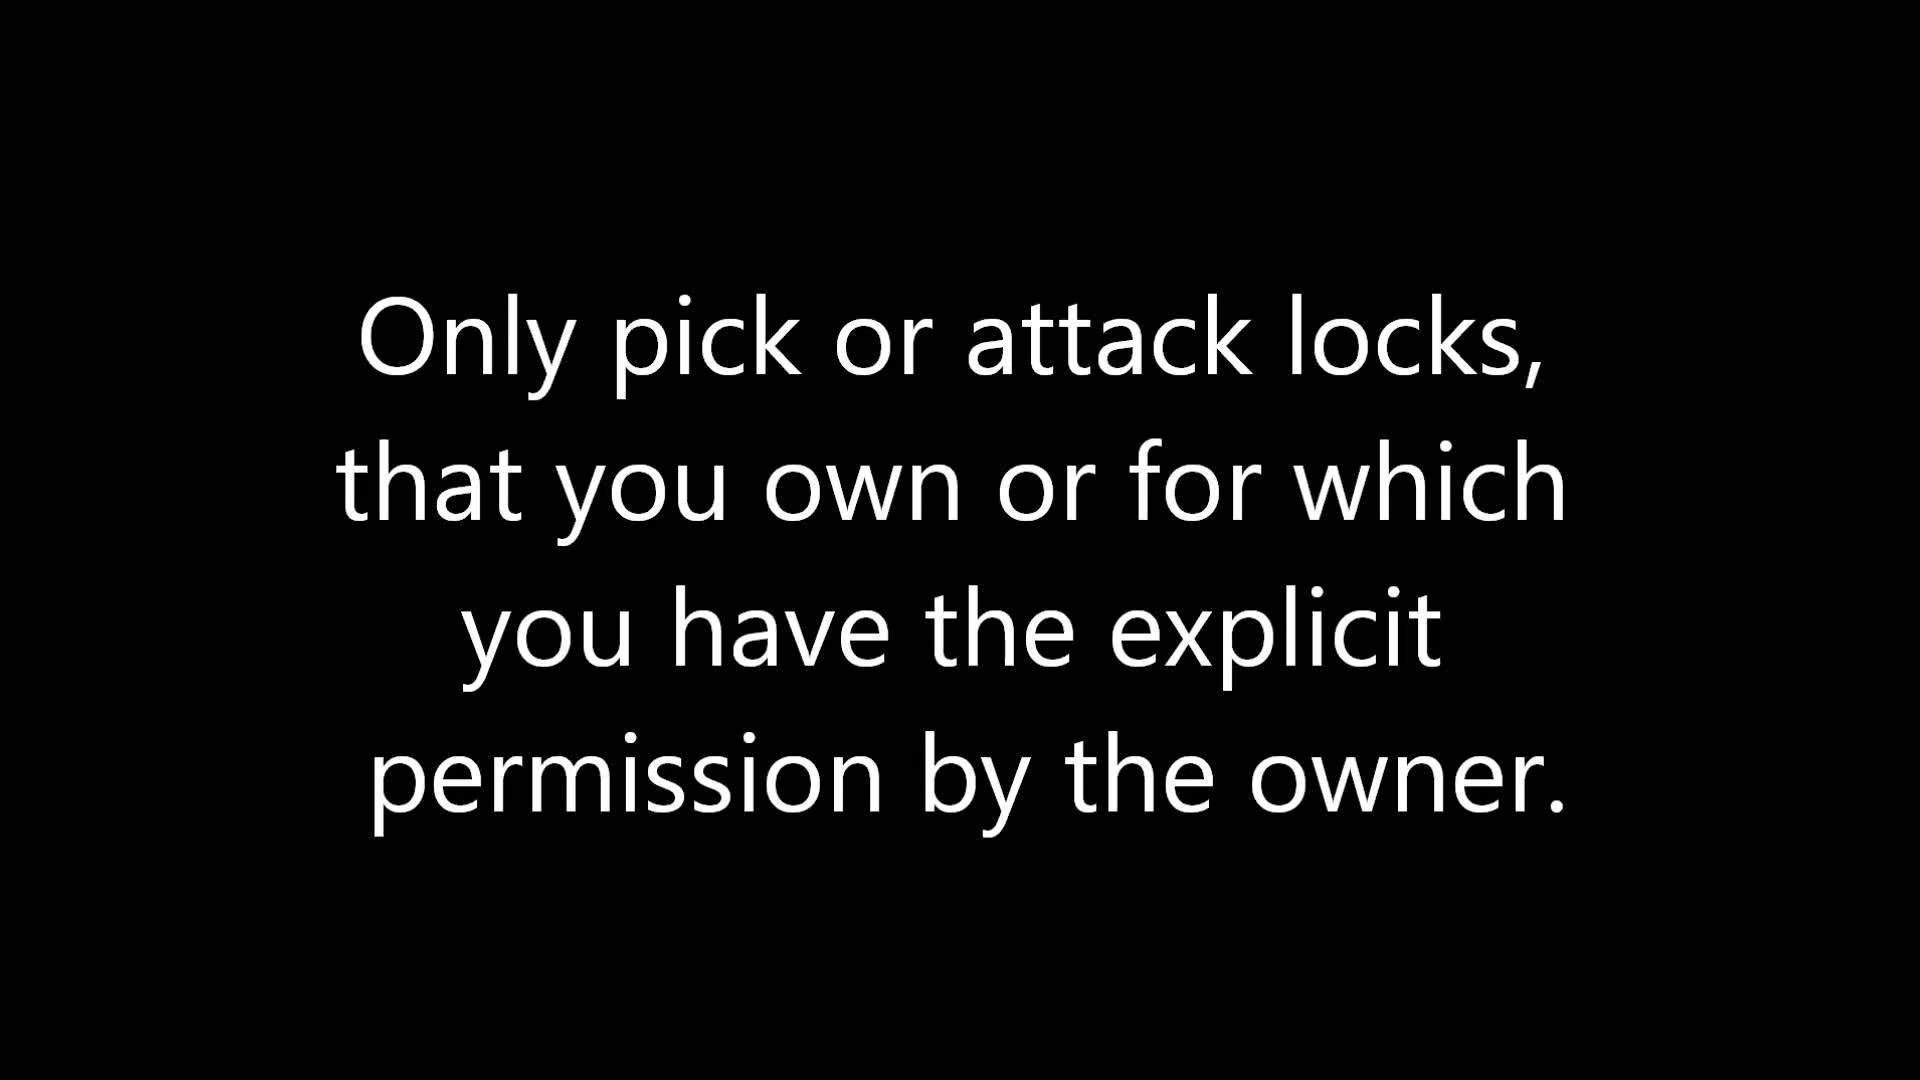 Only pick or attack locks,
that you own or for which
you have the explicit
permission by the owner.